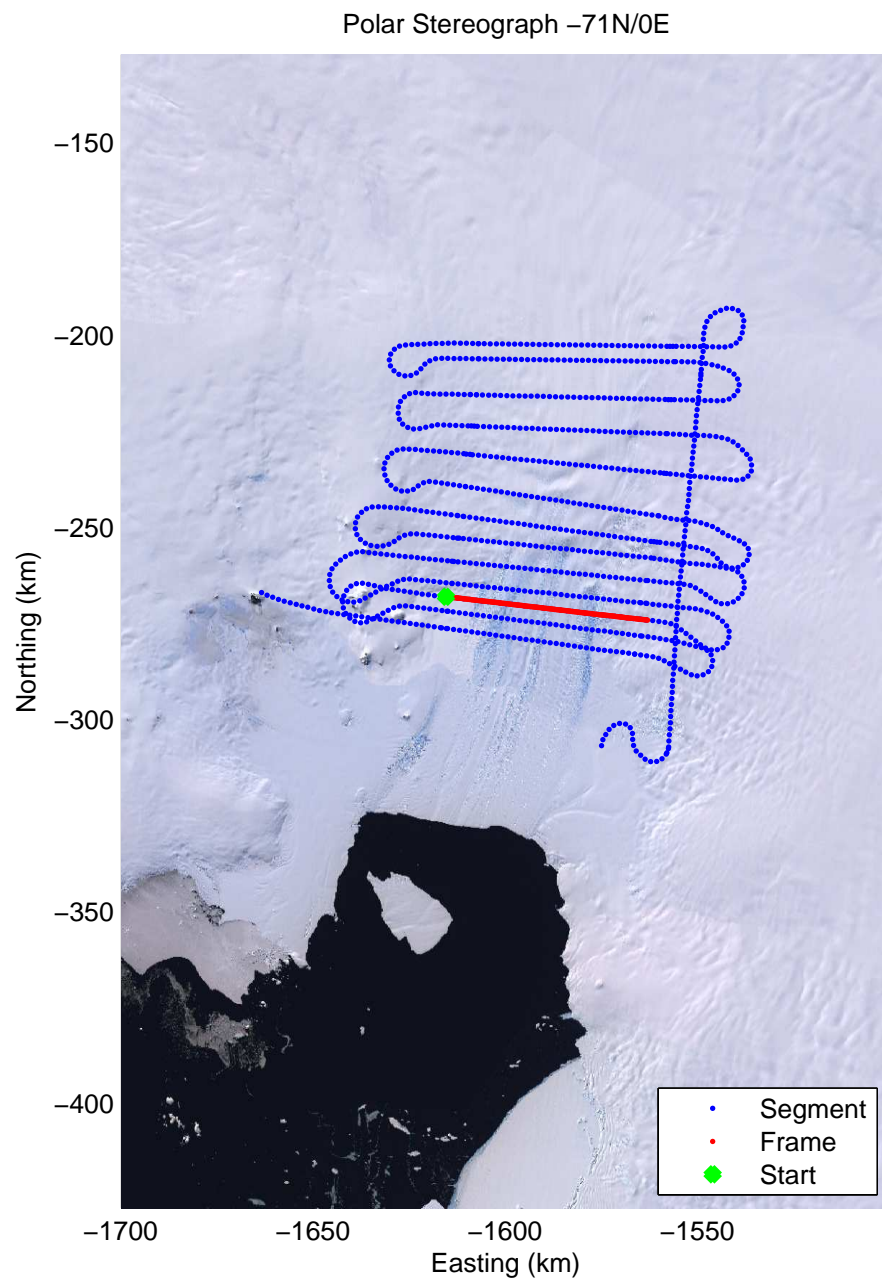 Polar Stereograph −71N/0E
−150
−200
−250
−300
−350
−400
Northing (km)
−1700 −1650 −1600 −1550
Easting (km)
Segment
Frame
Start